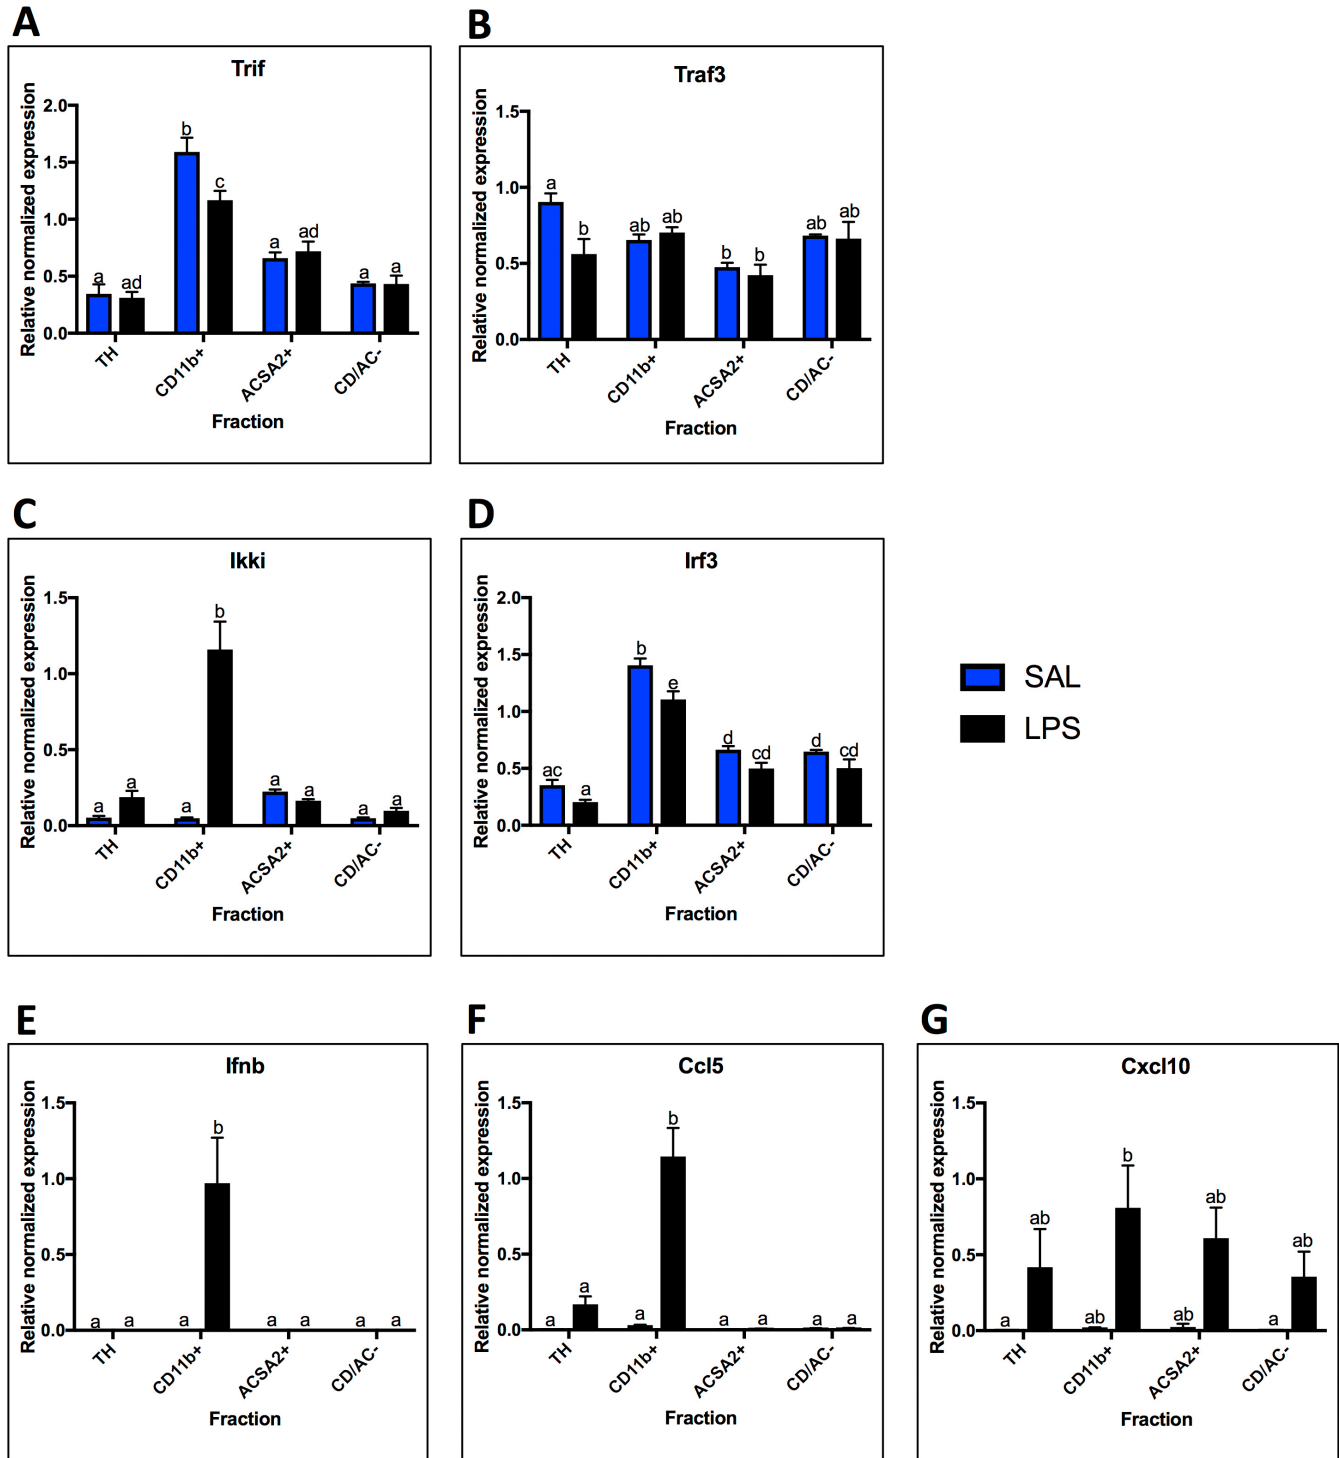 A
Trif
Relative normalized expression
2.0
1.5
1.0
0.5
0.0
a
ad
b
c
a
ad
a
a
TH
CD11b+
ACSA2+
CD/AC-
Fraction
B
Traf3
Relative normalized expression
1.5
1.0
0.5
0.0
a
b
ab
ab
b
b
ab
ab
TH
CD11b+
ACSA2+
CD/AC-
Fraction
C
Ikki
Relative normalized expression
1.5
1.0
0.5
0.0
a
a
a
b
a
a
a
a
TH
CD11b+
ACSA2+
CD/AC-
Fraction
D
Irf3
Relative normalized expression
2.0
1.5
1.0
0.5
0.0
ac
a
b
e
d
cd
d
cd
TH
CD11b+
ACSA2+
CD/AC-
Fraction
SAL
LPS
E
Ifnb
Relative normalized expression
1.5
1.0
0.5
0.0
a
a
a
b
a
a
a
a
TH
CD11b+
ACSA2+
CD/AC-
Fraction
F
Ccl5
Relative normalized expression
1.5
1.0
0.5
0.0
a
a
a
b
a
a
a
a
TH
CD11b+
ACSA2+
CD/AC-
Fraction
G
Cxcl10
Relative normalized expression
1.5
1.0
0.5
0.0
a
ab
ab
b
ab
ab
a
ab
TH
CD11b+
ACSA2+
CD/AC-
Fraction